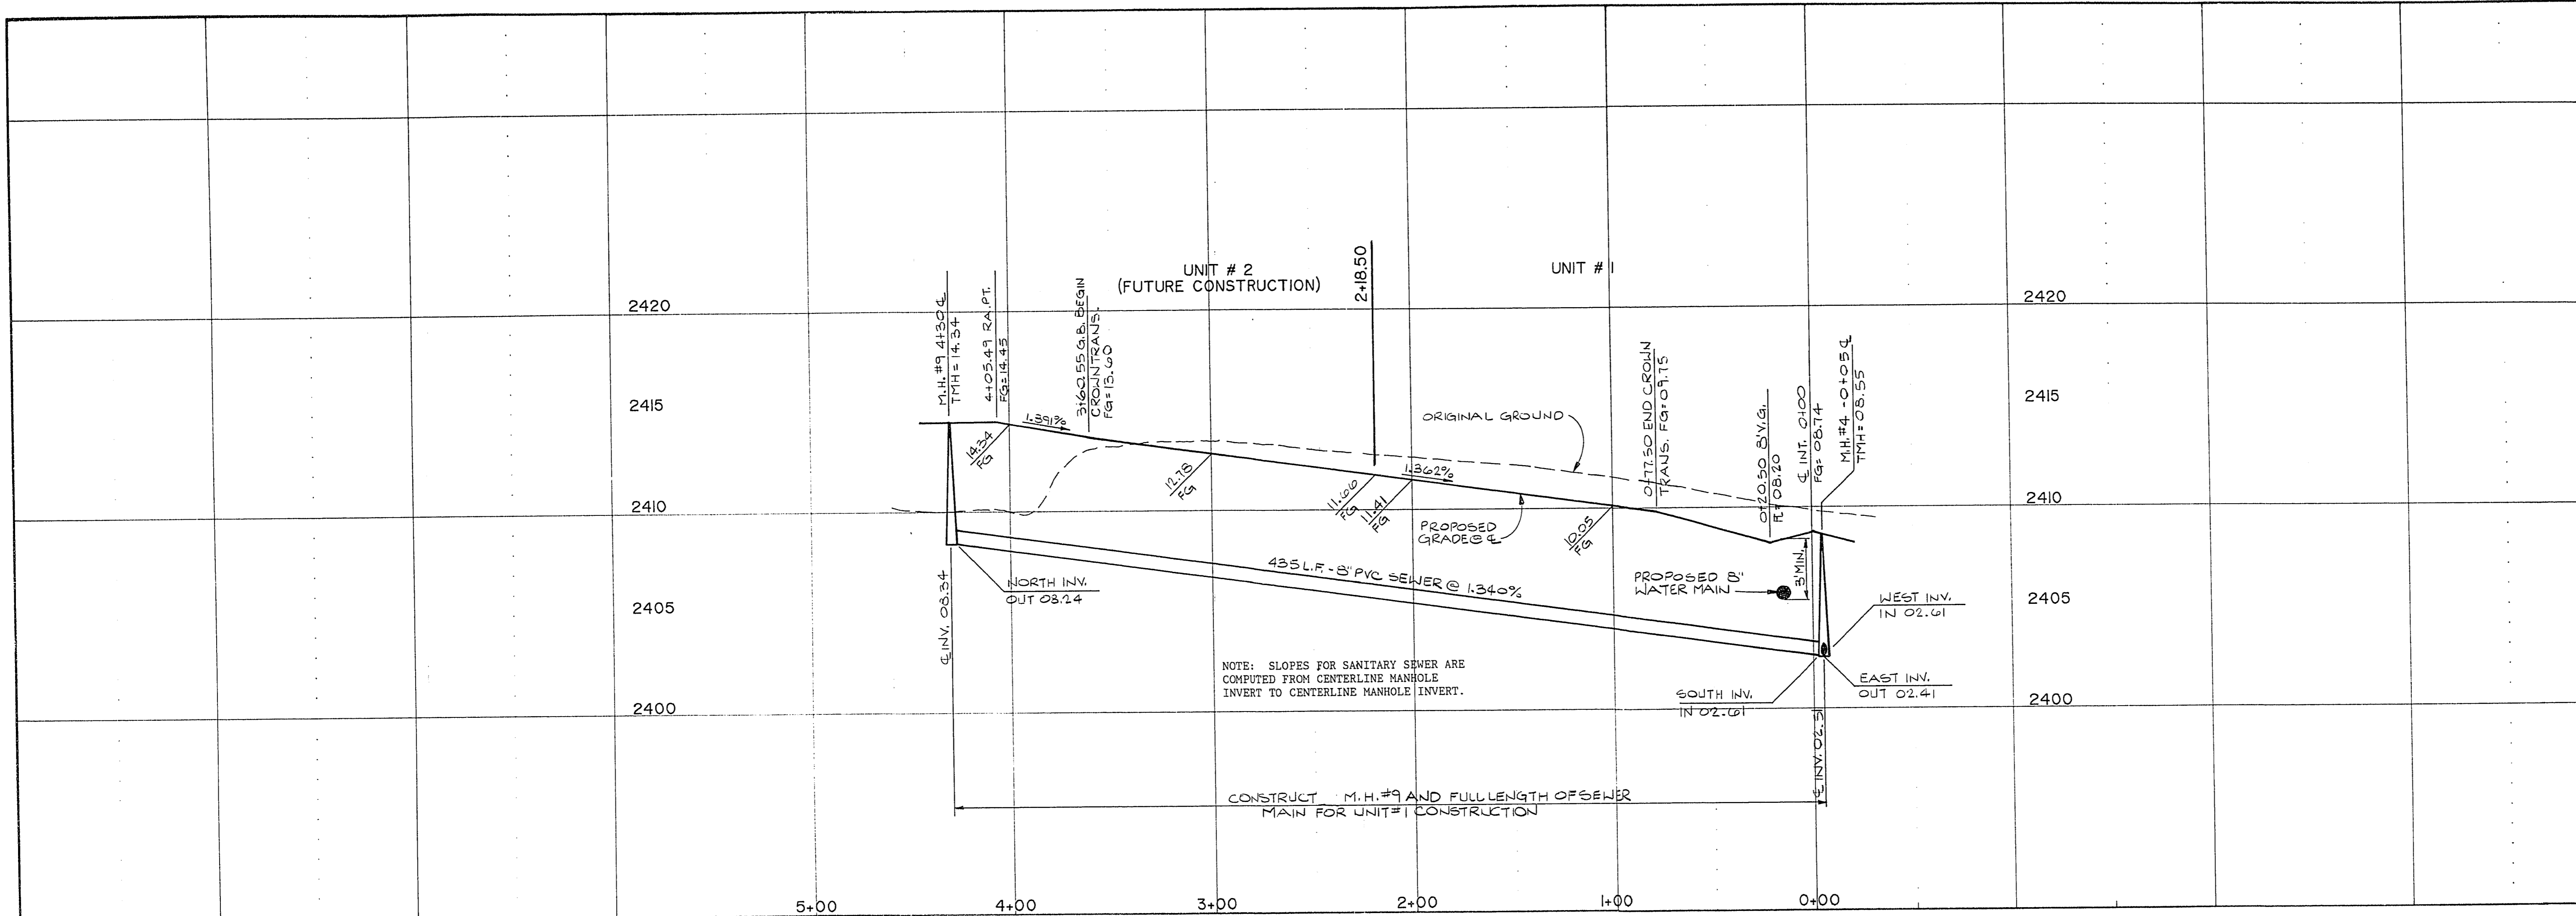 UNIT # 2
(FUTURE CONSTRUCTION)
2+18.50
UNIT # 1
2420
2420
M.H. #9 4+30 ℄
TMH = 14.34
4+05.49 RA.PT.
FG=14.45
3+60.55 G.B. BEGIN
CROWN TRANS.
FG=13.60
0+77.50 END CROWN
TRANS. FG=09.75
0+20.50 8' V.G.
FL=08.20
℄ INT. 0+00
FG= 08.74
M.H.#4 -0+05 ℄
TMH=08.55
2415
2415
1.391%
ORIGINAL GROUND
14.34
FG
12.78
FG
1.362%
11.66
FG
11.41
FG
10.05
FG
PROPOSED
GRADE@ ℄
2410
2410
435 L.F. - 8" PVC SEWER @ 1.340%
PROPOSED 8"
WATER MAIN
3' MIN.
NORTH INV.
OUT 08.24
℄ INV. 08.34
2405
2405
WEST INV.
IN 02.61
NOTE: SLOPES FOR SANITARY SEWER ARE
COMPUTED FROM CENTERLINE MANHOLE
INVERT TO CENTERLINE MANHOLE INVERT.
SOUTH INV.
IN 02.61
EAST INV.
OUT 02.41
℄ INV. 02.51
2400
2400
CONSTRUCT M.H.#9 AND FULL LENGTH OF SEWER
MAIN FOR UNIT#1 CONSTRUCTION
5+00
4+00
3+00
2+00
1+00
0+00